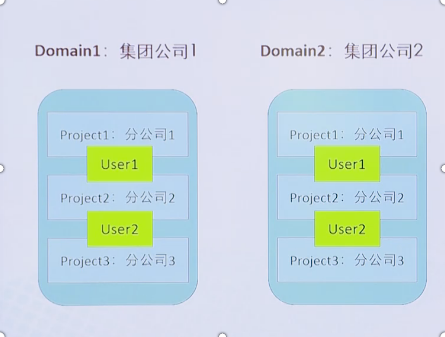 Domain1：集团公司1
Domain2：集团公司2
Project1：分公司1
User1
Project2：分公司2
User2
Project3：分公司3
Project1：分公司1
User1
Project2：分公司2
User2
Project3：分公司3